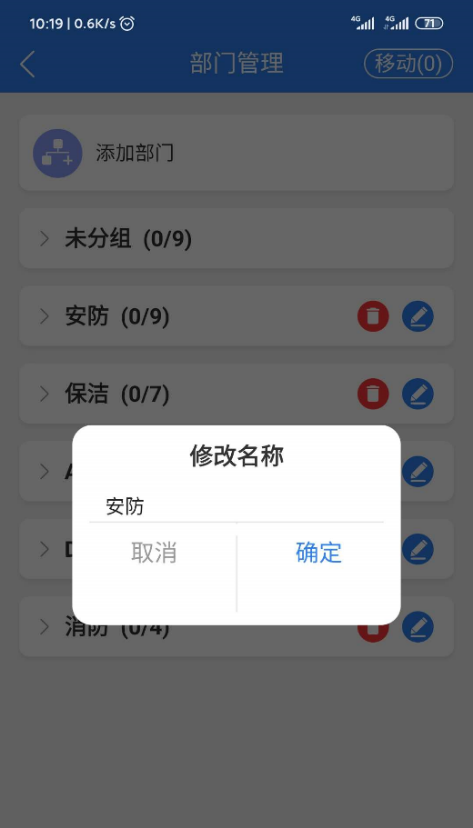 10:19 | 0.6K/s 4G 4G 71
部门管理 移动(0)
添加部门
未分组 (0/9)
安防 (0/9)
保洁 (0/7)
修改名称
安防
取消 确定
消防 (0/4)